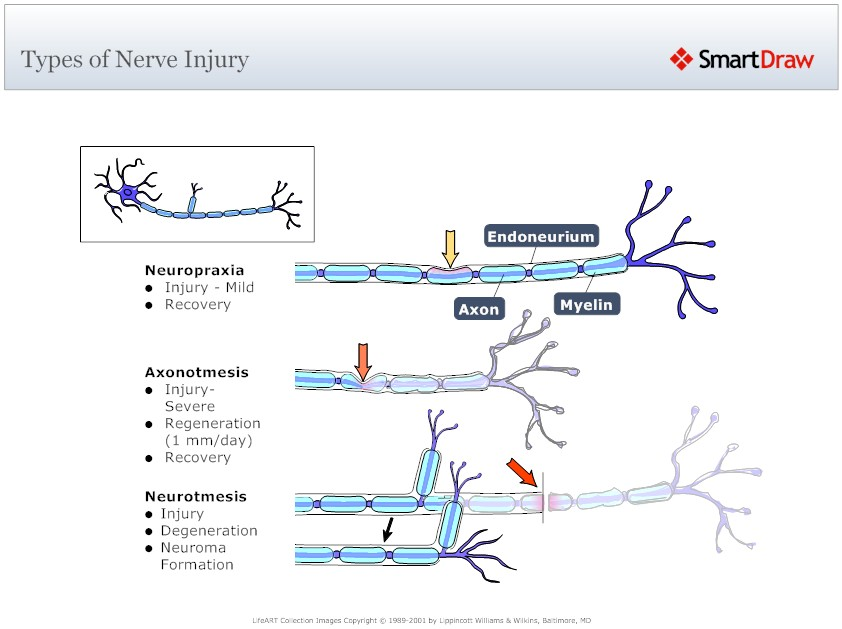 Types of Nerve Injury
SmartDraw
Endoneurium
Axon
Myelin
Neuropraxia
● Injury - Mild
● Recovery
Axonotmesis
● Injury-
Severe
● Regeneration
(1 mm/day)
● Recovery
Neurotmesis
● Injury
● Degeneration
● Neuroma
Formation
LifeART Collection Images Copyright © 1989-2001 by Lippincott Williams & Wilkins, Baltimore, MD